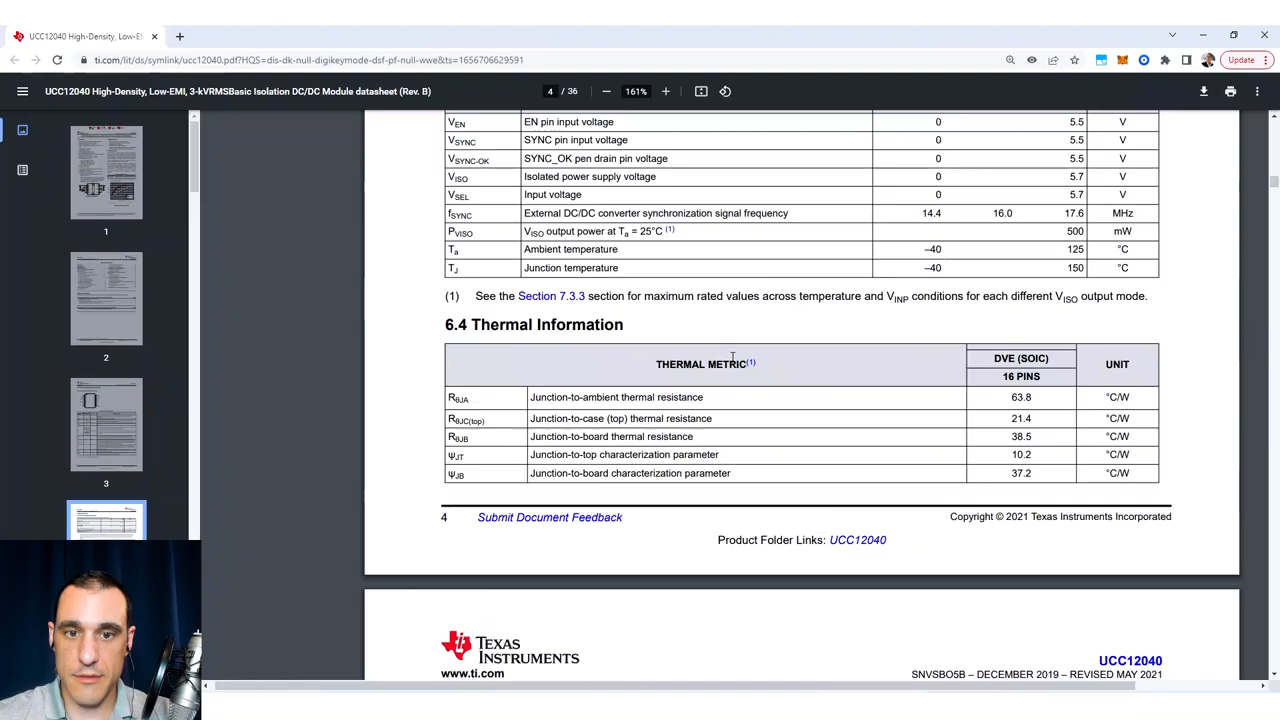 UCC12040 High-Density, Low-EMI
ti.com/lit/ds/symlink/ucc12040.pdf?HQS=dis-dk-null-digikeymode-dsf-pf-null-wwe&ts=1656706629591
Update
UCC12040 High-Density, Low-EMI, 3-kVRMSBasic Isolation DC/DC Module datasheet (Rev. B)
4 / 36
161%
1
2
3
VEN EN pin input voltage 0 5.5 V
VSYNC SYNC pin input voltage 0 5.5 V
VSYNC-OK SYNC_OK pen drain pin voltage 0 5.5 V
VISO Isolated power supply voltage 0 5.7 V
VSEL Input voltage 0 5.7 V
fSYNC External DC/DC converter synchronization signal frequency 14.4 16.0 17.6 MHz
PVISO VISO output power at Ta = 25°C (1) 500 mW
Ta Ambient temperature –40 125 °C
TJ Junction temperature –40 150 °C
(1) See the Section 7.3.3 section for maximum rated values across temperature and VINP conditions for each different VISO output mode.
6.4 Thermal Information
THERMAL METRIC(1) DVE (SOIC) UNIT
16 PINS
RθJA Junction-to-ambient thermal resistance 63.8 °C/W
RθJC(top) Junction-to-case (top) thermal resistance 21.4 °C/W
RθJB Junction-to-board thermal resistance 38.5 °C/W
ψJT Junction-to-top characterization parameter 10.2 °C/W
ψJB Junction-to-board characterization parameter 37.2 °C/W
4 Submit Document Feedback Copyright © 2021 Texas Instruments Incorporated
Product Folder Links: UCC12040
TEXAS
INSTRUMENTS
UCC12040
www.ti.com SNVSBO5B – DECEMBER 2019 – REVISED MAY 2021